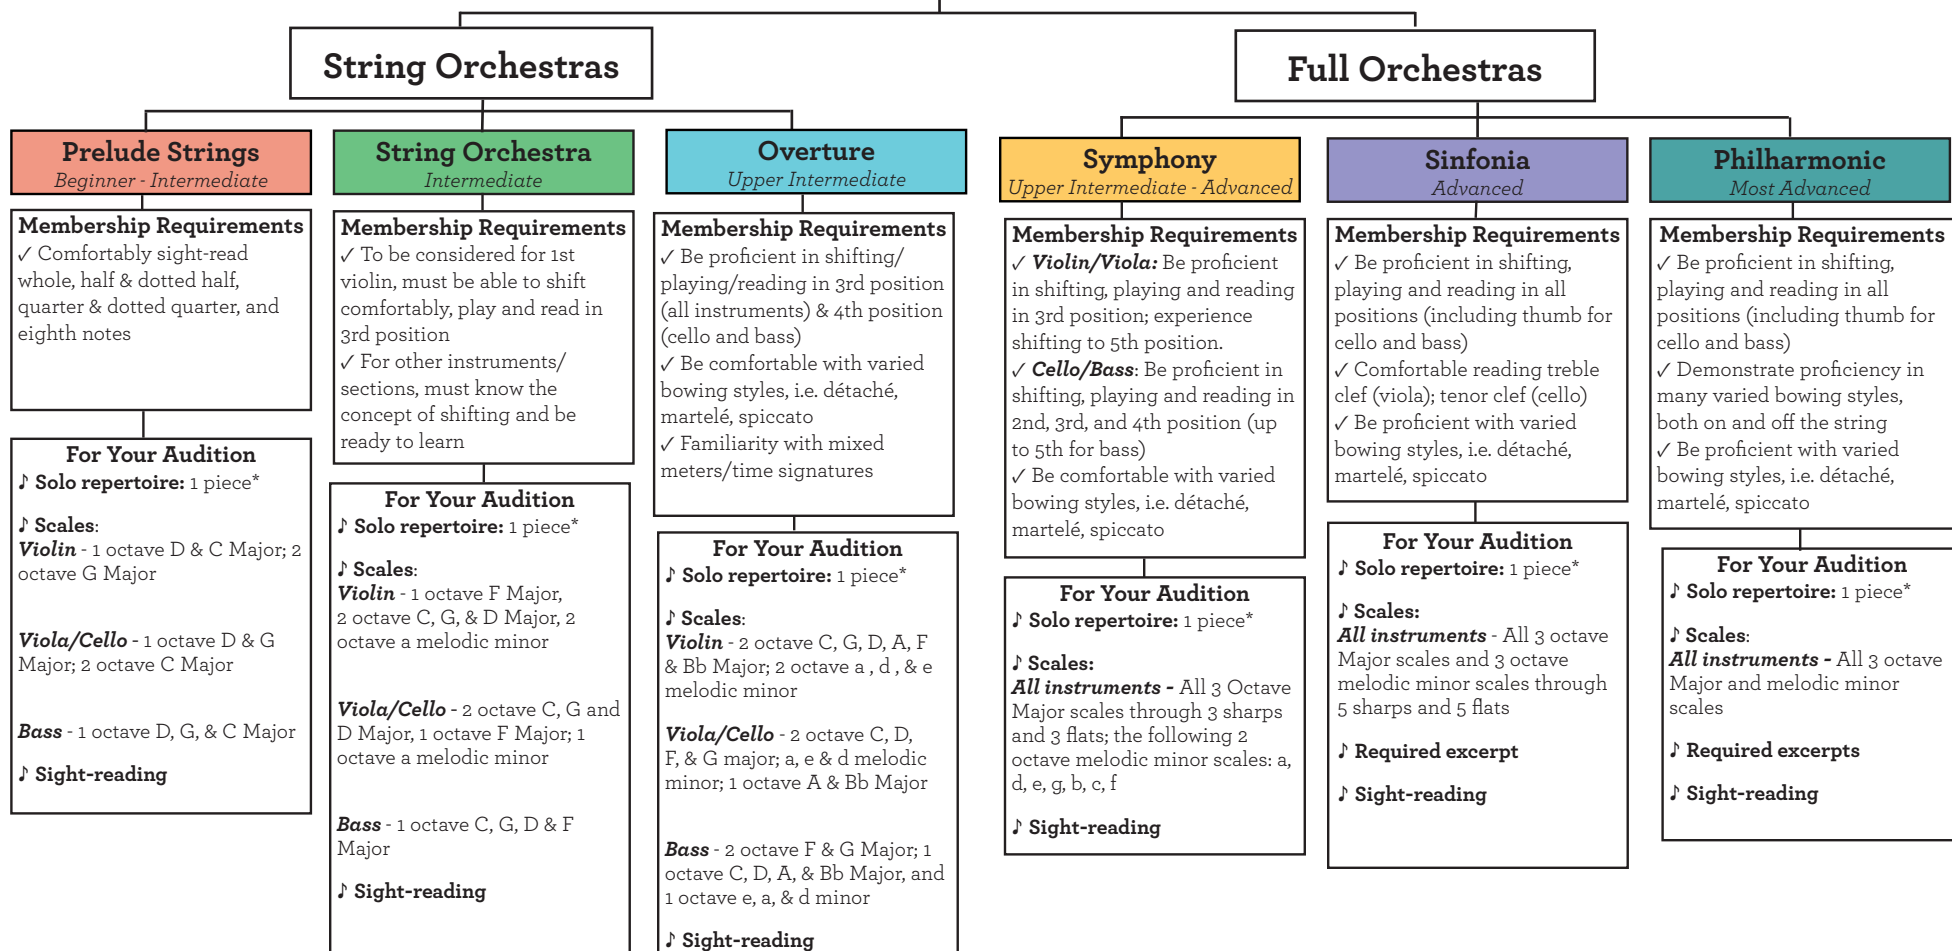 String Orchestras
Full Orchestras
Prelude Strings
Beginner - Intermediate
Membership Requirements
✓ Comfortably sight-read
whole, half & dotted half,
quarter & dotted quarter, and
eighth notes
For Your Audition
♪ Solo repertoire: 1 piece*
♪ Scales:
Violin - 1 octave D & C Major; 2
octave G Major
Viola/Cello - 1 octave D & G
Major; 2 octave C Major
Bass - 1 octave D, G, & C Major
♪ Sight-reading
String Orchestra
Intermediate
Membership Requirements
✓ To be considered for 1st
violin, must be able to shift
comfortably, play and read in
3rd position
✓ For other instruments/
sections, must know the
concept of shifting and be
ready to learn
For Your Audition
♪ Solo repertoire: 1 piece*
♪ Scales:
Violin - 1 octave F Major,
2 octave C, G, & D Major, 2
octave a melodic minor
Viola/Cello - 2 octave C, G and
D Major, 1 octave F Major; 1
octave a melodic minor
Bass - 1 octave C, G, D & F
Major
♪ Sight-reading
Overture
Upper Intermediate
Membership Requirements
✓ Be proficient in shifting/
playing/reading in 3rd position
(all instruments) & 4th position
(cello and bass)
✓ Be comfortable with varied
bowing styles, i.e. détaché,
martelé, spiccato
✓ Familiarity with mixed
meters/time signatures
For Your Audition
♪ Solo repertoire: 1 piece*
♪ Scales:
Violin - 2 octave C, G, D, A, F
& Bb Major; 2 octave a , d , & e
melodic minor
Viola/Cello - 2 octave C, D,
F, & G major; a, e & d melodic
minor; 1 octave A & Bb Major
Bass - 2 octave F & G Major; 1
octave C, D, A, & Bb Major, and
1 octave e, a, & d minor
♪ Sight-reading
Symphony
Upper Intermediate - Advanced
Membership Requirements
✓ Violin/Viola: Be proficient
in shifting, playing and reading
in 3rd position; experience
shifting to 5th position.
✓ Cello/Bass: Be proficient in
shifting, playing and reading in
2nd, 3rd, and 4th position (up
to 5th for bass)
✓ Be comfortable with varied
bowing styles, i.e. détaché,
martelé, spiccato
For Your Audition
♪ Solo repertoire: 1 piece*
♪ Scales:
All instruments - All 3 Octave
Major scales through 3 sharps
and 3 flats; the following 2
octave melodic minor scales: a,
d, e, g, b, c, f
♪ Sight-reading
Sinfonia
Advanced
Membership Requirements
✓ Be proficient in shifting,
playing and reading in all
positions (including thumb for
cello and bass)
✓ Comfortable reading treble
clef (viola); tenor clef (cello)
✓ Be proficient with varied
bowing styles, i.e. détaché,
martelé, spiccato
For Your Audition
♪ Solo repertoire: 1 piece*
♪ Scales:
All instruments - All 3 octave
Major scales and 3 octave
melodic minor scales through
5 sharps and 5 flats
♪ Required excerpt
♪ Sight-reading
Philharmonic
Most Advanced
Membership Requirements
✓ Be proficient in shifting,
playing and reading in all
positions (including thumb for
cello and bass)
✓ Demonstrate proficiency in
many varied bowing styles,
both on and off the string
✓ Be proficient with varied
bowing styles, i.e. détaché,
martelé, spiccato
For Your Audition
♪ Solo repertoire: 1 piece*
♪ Scales:
All instruments - All 3 octave
Major and melodic minor
scales
♪ Required excerpts
♪ Sight-reading